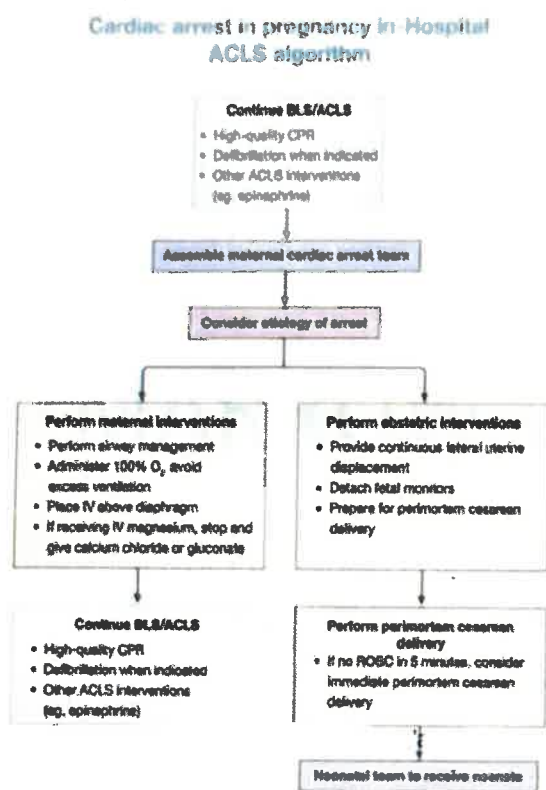 Cardiac arrest in pregnancy in-Hospital
ACLS algorithm
Continue BLS/ACLS
• High-quality CPR
• Defibrillation when indicated
• Other ACLS interventions
(eg, epinephrine)
Assemble maternal cardiac arrest team
Consider etiology of arrest
Perform maternal interventions
• Perform airway management
• Administer 100% O₂, avoid
excess ventilation
• Place IV above diaphragm
• If receiving IV magnesium, stop and
give calcium chloride or gluconate
Continue BLS/ACLS
• High-quality CPR
• Defibrillation when indicated
• Other ACLS interventions
(eg, epinephrine)
Perform obstetric interventions
• Provide continuous lateral uterine
displacement
• Detach fetal monitors
• Prepare for perimortem cesarean
delivery
Perform perimortem cesarean
delivery
• If no ROSC in 5 minutes, consider
immediate perimortem cesarean
delivery
Neonatal team to receive neonate